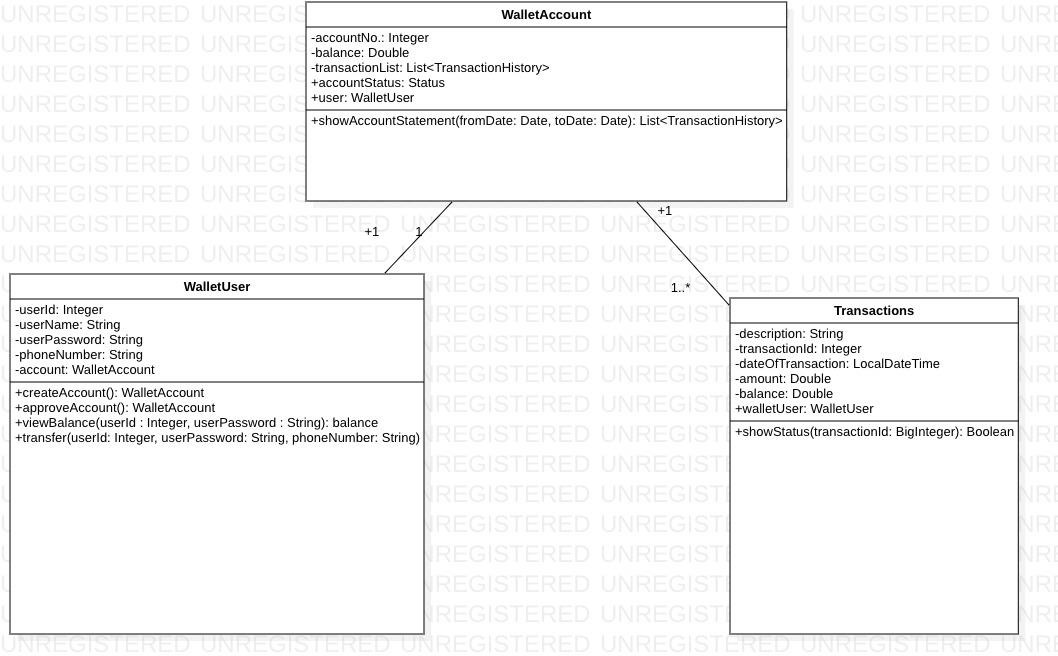 WalletAccount
-accountNo.: Integer
-balance: Double
-transactionList: List<TransactionHistory>
+accountStatus: Status
+user: WalletUser
+showAccountStatement(fromDate: Date, toDate: Date): List<TransactionHistory>
+1
1
+1
1..*
WalletUser
-userId: Integer
-userName: String
-userPassword: String
-phoneNumber: String
-account: WalletAccount
+createAccount(): WalletAccount
+approveAccount(): WalletAccount
+viewBalance(userId : Integer, userPassword : String): balance
+transfer(userId: Integer, userPassword: String, phoneNumber: String)
Transactions
-description: String
-transactionId: Integer
-dateOfTransaction: LocalDateTime
-amount: Double
-balance: Double
+walletUser: WalletUser
+showStatus(transactionId: BigInteger): Boolean
UNREGISTERED